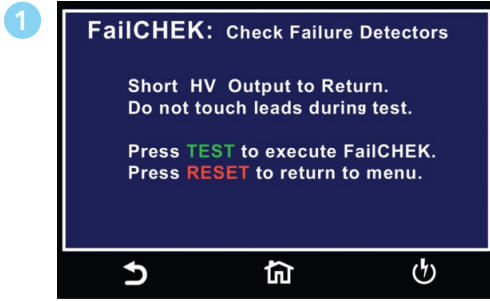 1
FailCHEK: Check Failure Detectors
Short HV Output to Return.
Do not touch leads during test.
Press TEST to execute FailCHEK.
Press RESET to return to menu.